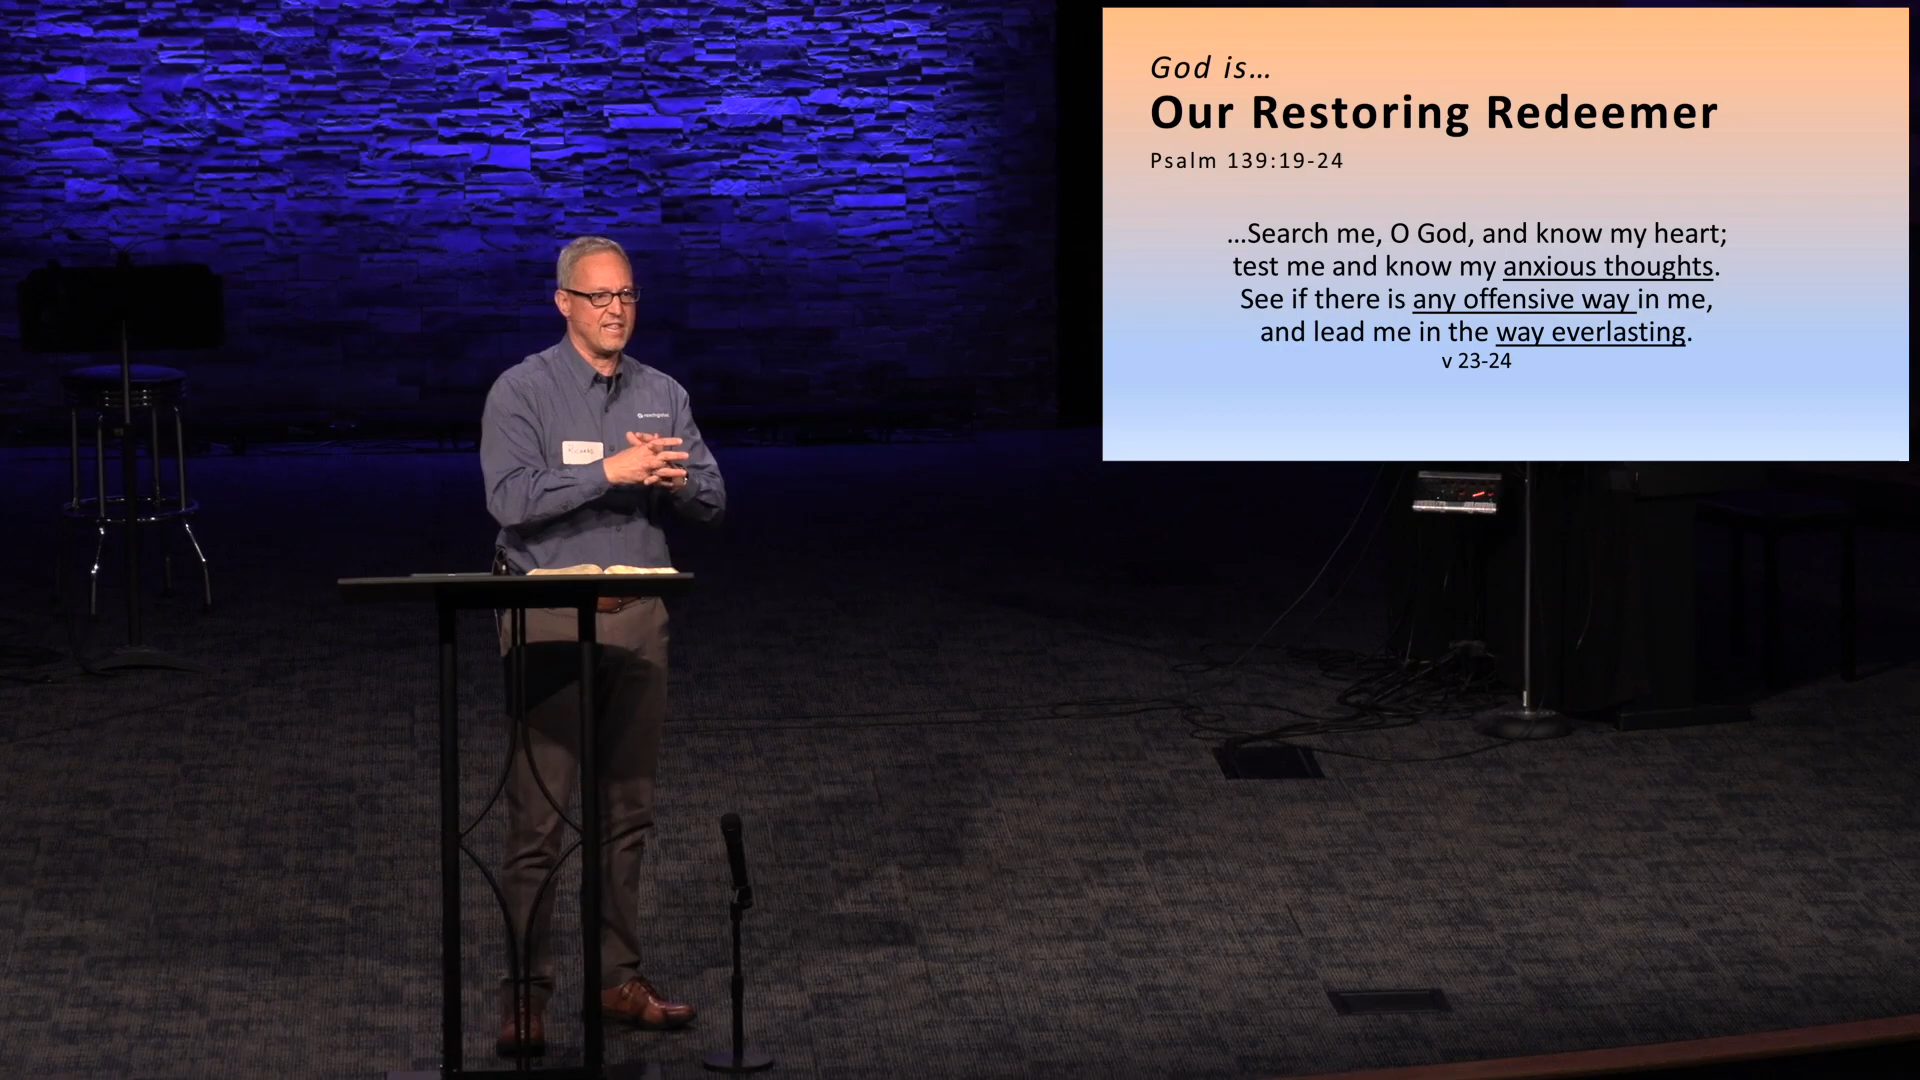 God is…
Our Restoring Redeemer
Psalm 139:19-24
…Search me, O God, and know my heart;
test me and know my anxious thoughts.
See if there is any offensive way in me,
and lead me in the way everlasting.
v 23-24